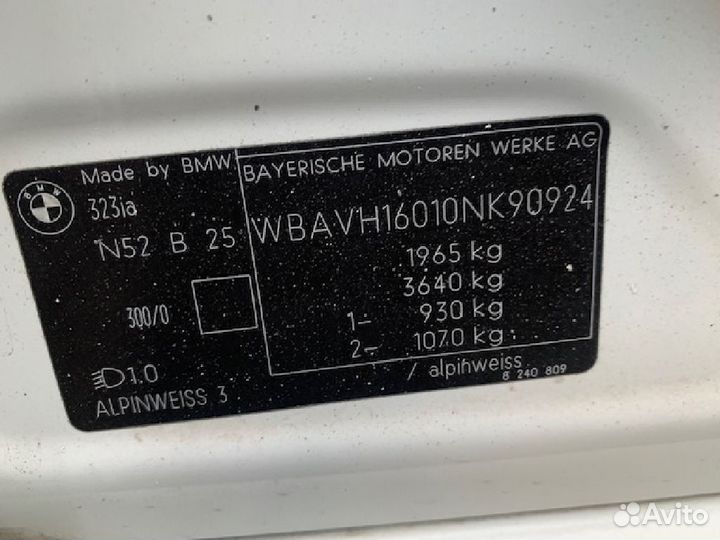 BMW
Made by BMW
323ia
N52 B 25
300/0
1.0
ALPINWEISS 3
BAYERISCHE MOTOREN WERKE AG
WBAVH16010NK90924
1965 kg
3640 kg
1- 930 kg
2- 1070 kg
/ alpinweiss
8 240 809
Avito